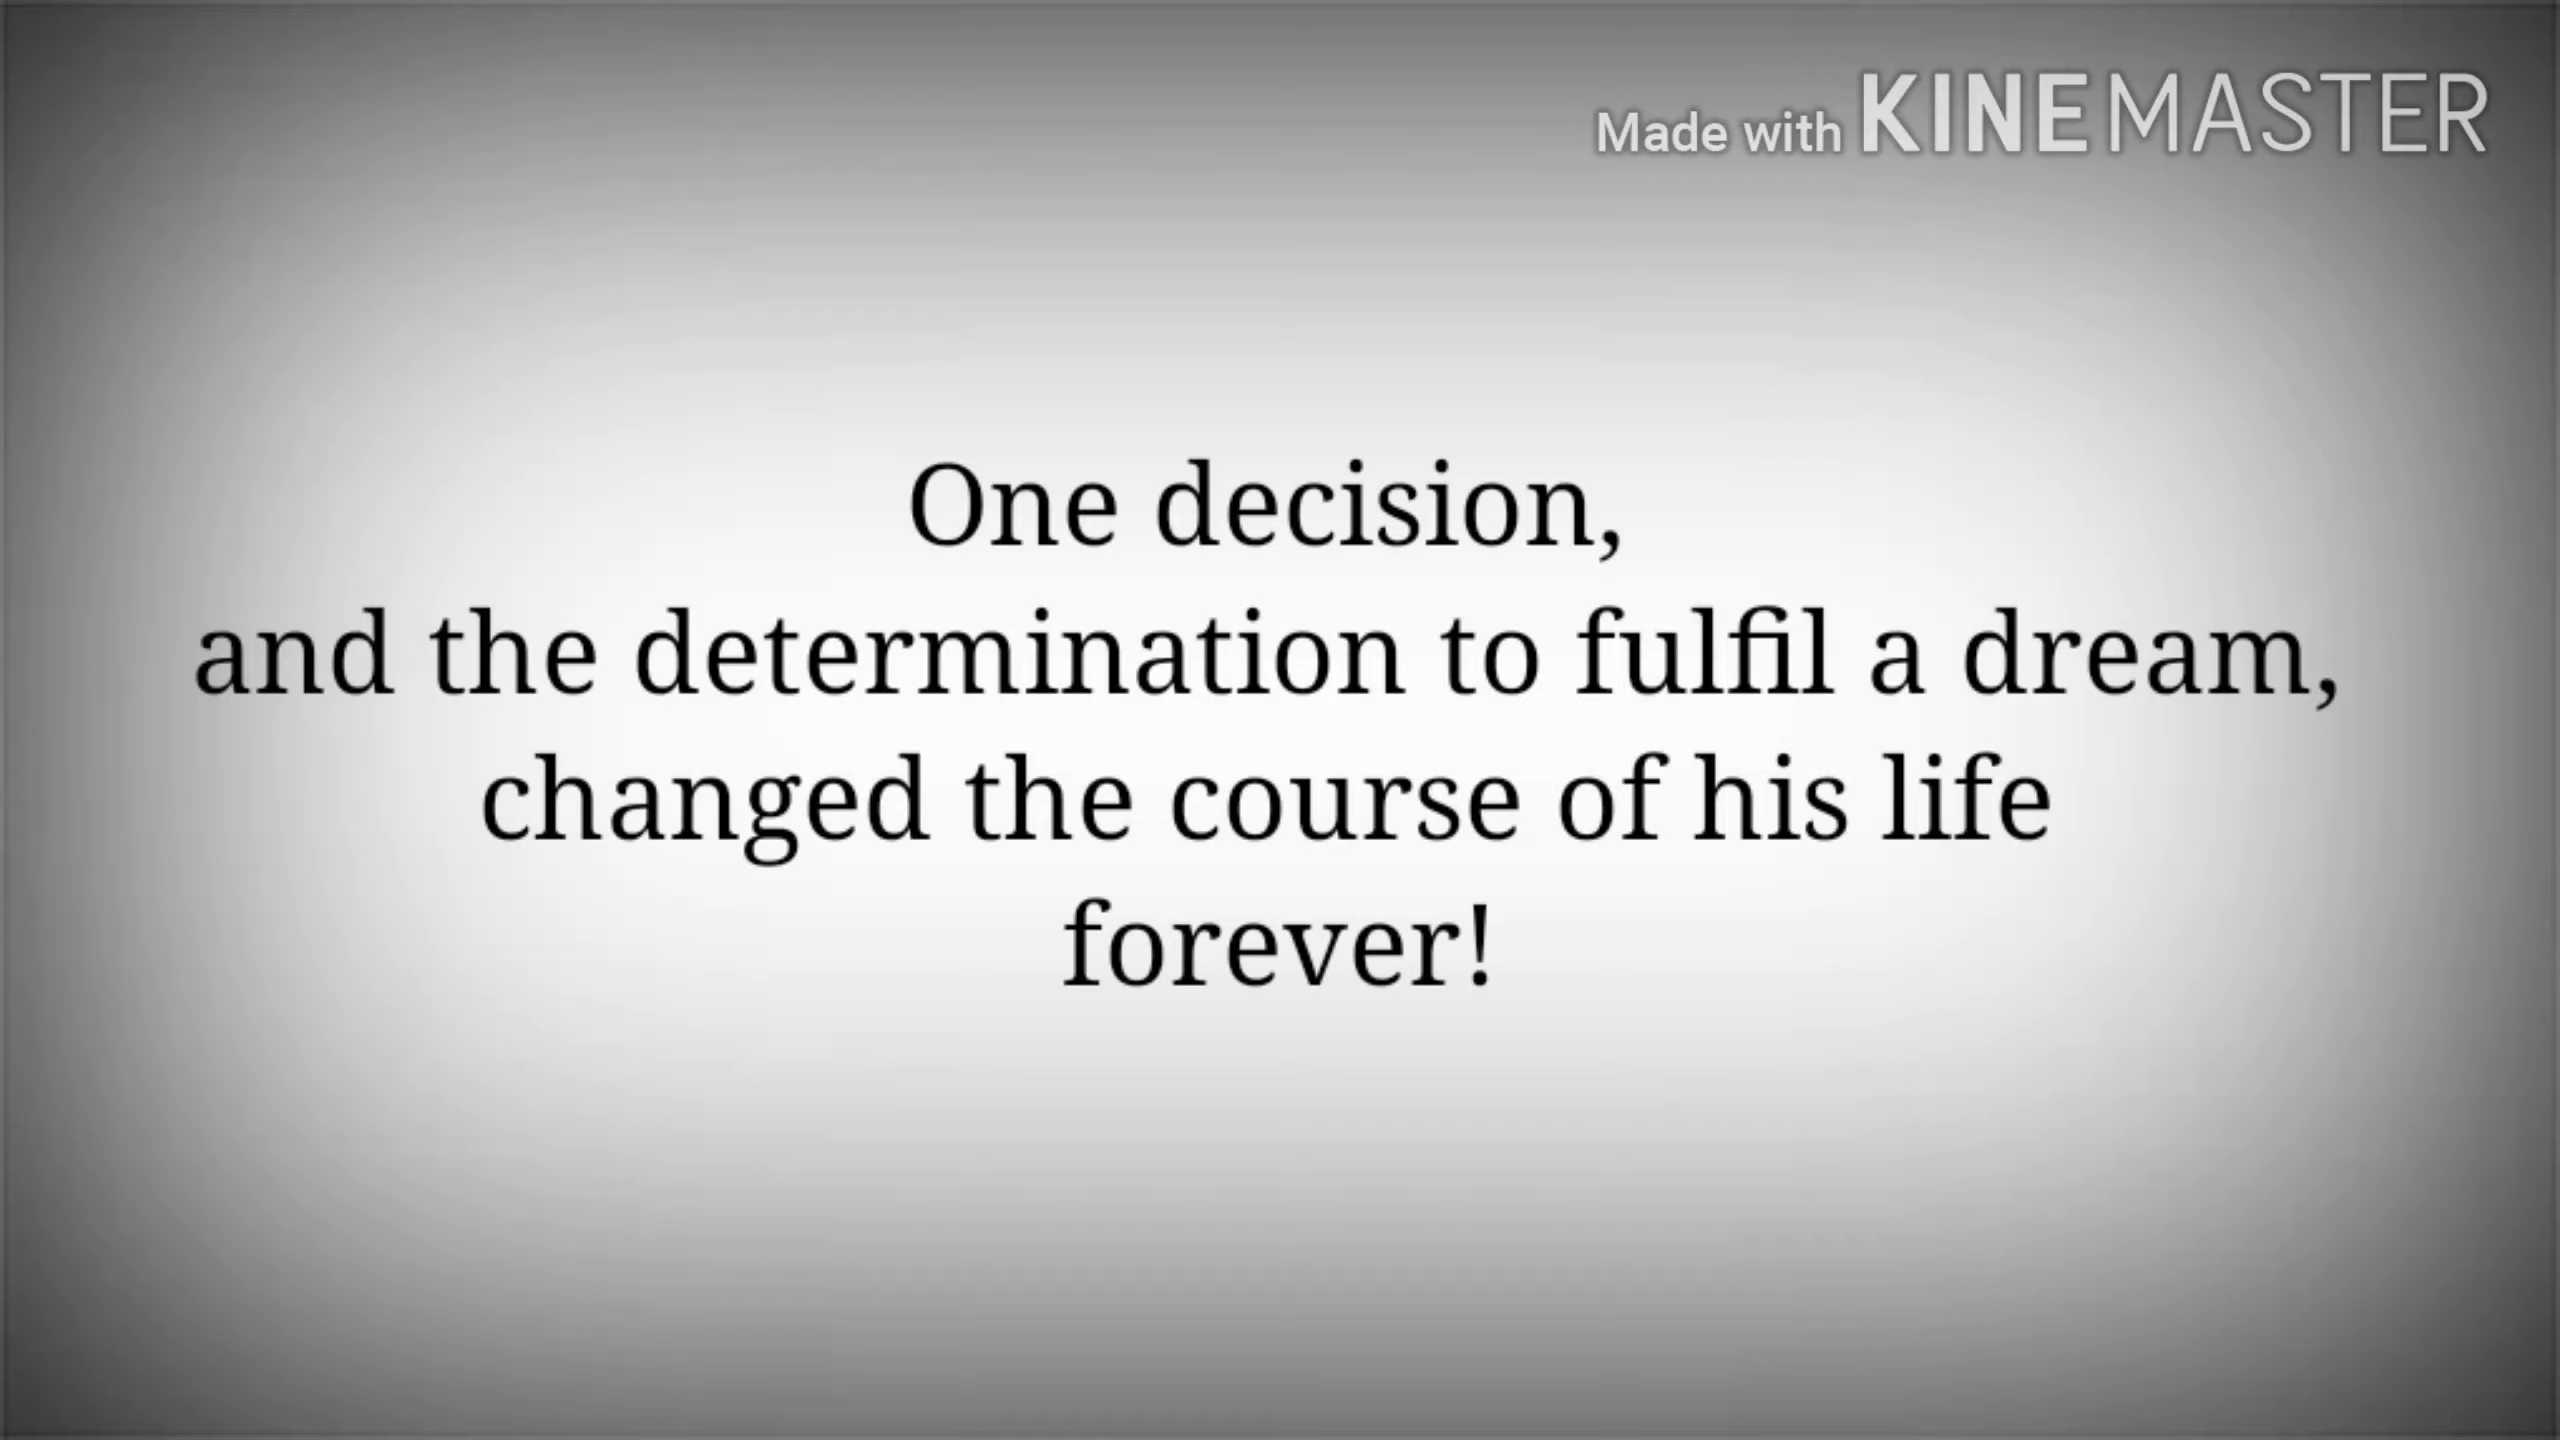 Made with KINEMASTER
One decision,
and the determination to fulfil a dream,
changed the course of his life
forever!